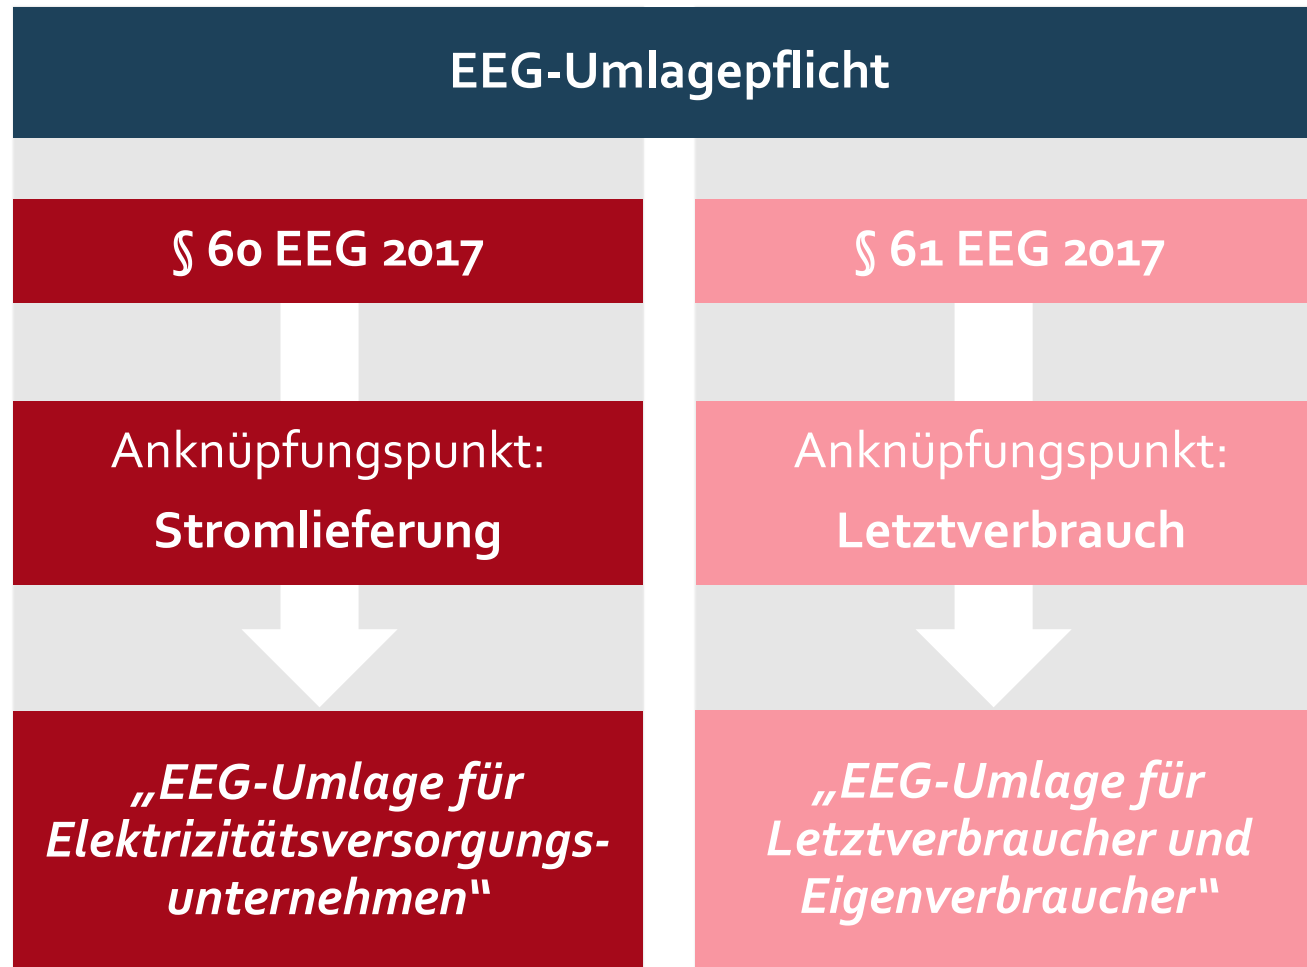 EEG-Umlagepflicht
§ 60 EEG 2017
Anknüpfungspunkt:
Stromlieferung
„EEG-Umlage für
Elektrizitätsversorgungs-
unternehmen“
§ 61 EEG 2017
Anknüpfungspunkt:
Letztverbrauch
„EEG-Umlage für
Letztverbraucher und
Eigenverbraucher“